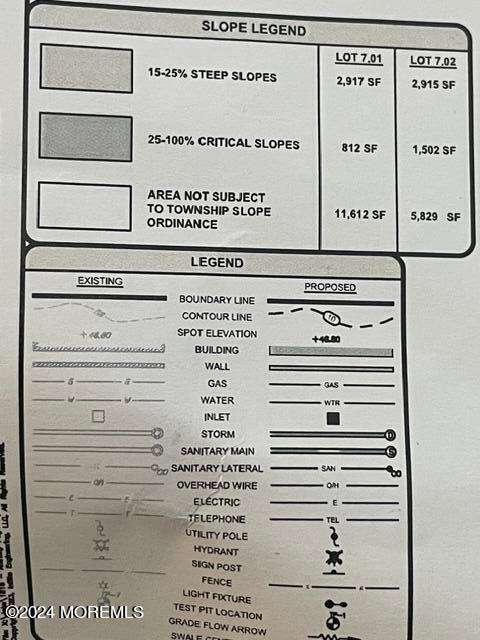 SLOPE LEGEND
LOT 7.01 LOT 7.02
15-25% STEEP SLOPES 2,917 SF 2,915 SF
25-100% CRITICAL SLOPES 812 SF 1,502 SF
AREA NOT SUBJECT
TO TOWNSHIP SLOPE 11,612 SF 5,829 SF
ORDINANCE
LEGEND
EXISTING PROPOSED
BOUNDARY LINE
CONTOUR LINE
+48.80 SPOT ELEVATION +48.80
BUILDING
WALL
G G GAS GAS
W W WATER WTR
INLET
STORM D
SANITARY MAIN S
SANITARY LATERAL SAN
O/H OVERHEAD WIRE O/H
E E ELECTRIC E
T T TELEPHONE TEL
UTILITY POLE
HYDRANT
SIGN POST
FENCE
LIGHT FIXTURE
TEST PIT LOCATION
GRADE FLOW ARROW
©2024 MOREMLS